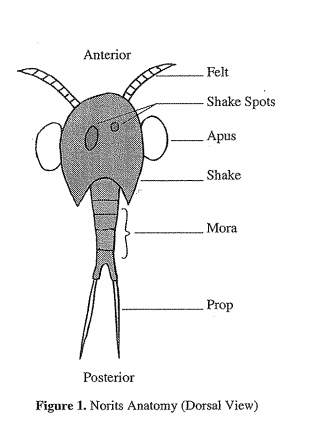 Anterior
Felt
Shake Spots
Apus
Shake
Mora
Prop
Posterior
Figure 1. Norits Anatomy (Dorsal View)